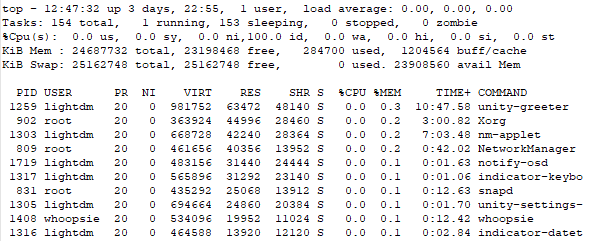 top - 12:47:32 up 3 days, 22:55,  1 user,  load average: 0.00, 0.00, 0.00
Tasks: 154 total,   1 running, 153 sleeping,   0 stopped,   0 zombie
%Cpu(s):  0.0 us,  0.0 sy,  0.0 ni,100.0 id,  0.0 wa,  0.0 hi,  0.0 si,  0.0 st
KiB Mem : 24687732 total, 23198468 free,   284700 used,  1204564 buff/cache
KiB Swap: 25162748 total, 25162748 free,        0 used. 23908560 avail Mem
PID USER      PR  NI    VIRT    RES    SHR S  %CPU %MEM     TIME+ COMMAND
1259 lightdm   20   0  981752  63472  48140 S   0.0  0.3  10:47.58 unity-greeter
902 root      20   0  363924  44996  28460 S   0.0  0.2   3:00.82 Xorg
1303 lightdm   20   0  668728  42240  28364 S   0.0  0.2   7:03.48 nm-applet
809 root      20   0  461656  40356  13952 S   0.0  0.2   0:42.02 NetworkManager
1719 lightdm   20   0  483156  31440  24444 S   0.0  0.1   0:01.63 notify-osd
1317 lightdm   20   0  565896  31292  23140 S   0.0  0.1   0:01.06 indicator-keybo
831 root      20   0  435292  25068  13912 S   0.0  0.1   0:12.63 snapd
1305 lightdm   20   0  694664  24860  20384 S   0.0  0.1   0:01.70 unity-settings-
1408 whoopsie  20   0  534096  19952  11024 S   0.0  0.1   0:12.42 whoopsie
1316 lightdm   20   0  464588  13920  12120 S   0.0  0.1   0:02.84 indicator-datet